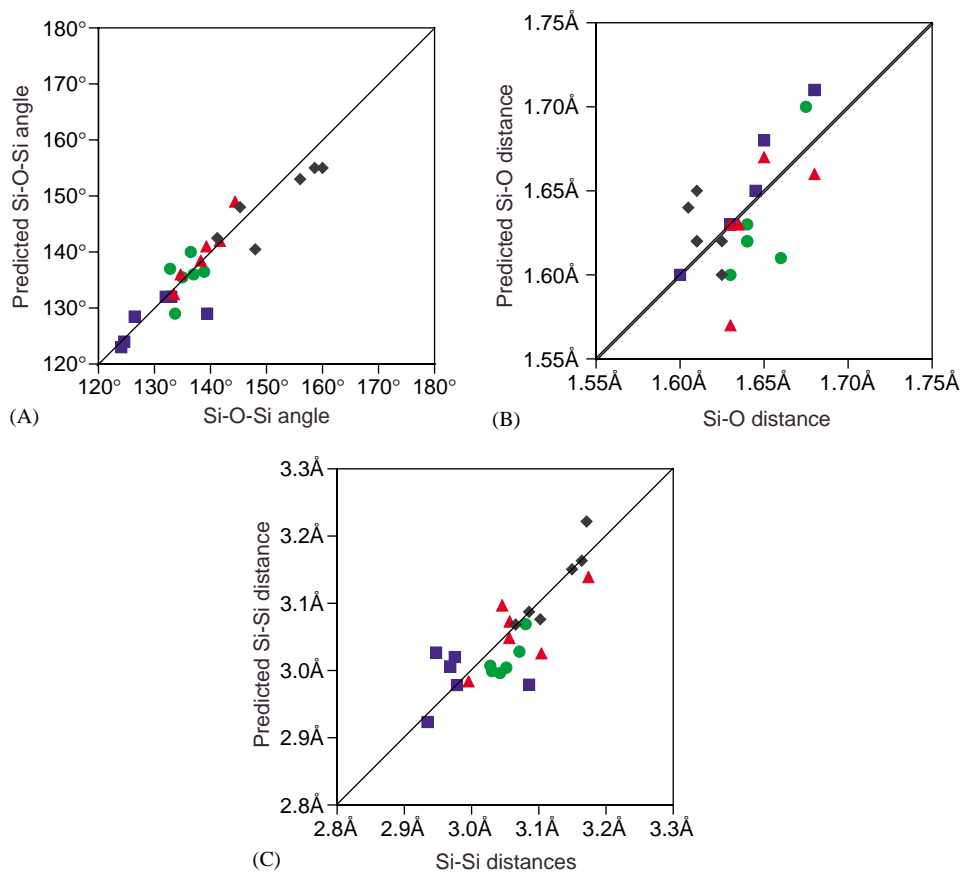 180°
170°
160°
150°
140°
130°
120°
Predicted Si-O-Si angle
120° 130° 140° 150° 160° 170° 180°
Si-O-Si angle
(A)
1.75Å
1.70Å
1.65Å
1.60Å
1.55Å
Predicted Si-O distance
1.55Å 1.60Å 1.65Å 1.70Å 1.75Å
Si-O distance
(B)
3.3Å
3.2Å
3.1Å
3.0Å
2.9Å
2.8Å
Predicted Si-Si distance
2.8Å 2.9Å 3.0Å 3.1Å 3.2Å 3.3Å
Si-Si distances
(C)